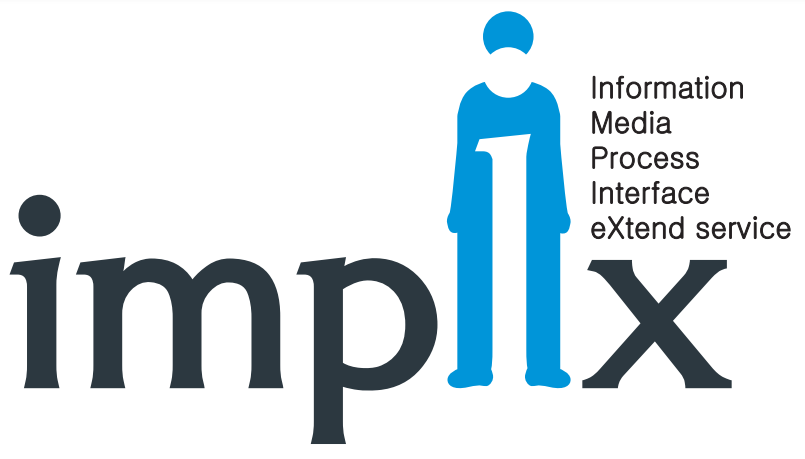 impix
Information
Media
Process
Interface
eXtend service